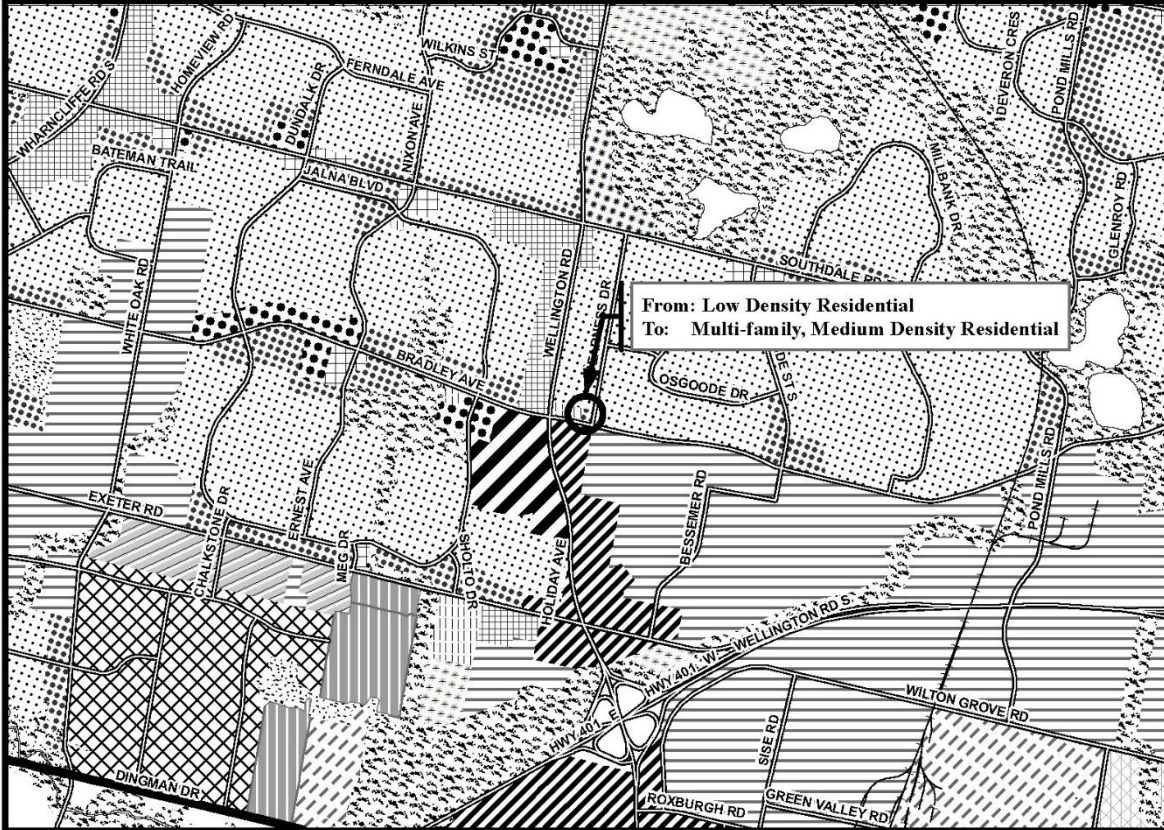 WHARNCLIFFE RD S
HOMEVIEW RD
WILKINS ST
FERNDALE AVE
DUNDALK DR
NIXON AVE
DEVERON CRES
POND MILLS RD
BATEMAN TRAIL
JALNA BLVD
MILLBANK DR
GLENROY RD
WHITE OAK RD
WELLINGTON RD
SOUTHDALE RD
From: Low Density Residential
To: Multi-family, Medium Density Residential
BRADLEY AVE
OSGOODE DR
DE ST S
EXETER RD
CHALKSTONE DR
ERNEST AVE
MEG DR
SHOLTO DR
HOLIDAY AVE
BESSEMER RD
POND MILLS RD
HWY 401 W
WELLINGTON RD S
HWY 401 E
WILTON GROVE RD
SISE RD
DINGMAN DR
ROXBURGH RD
GREEN VALLEY RD